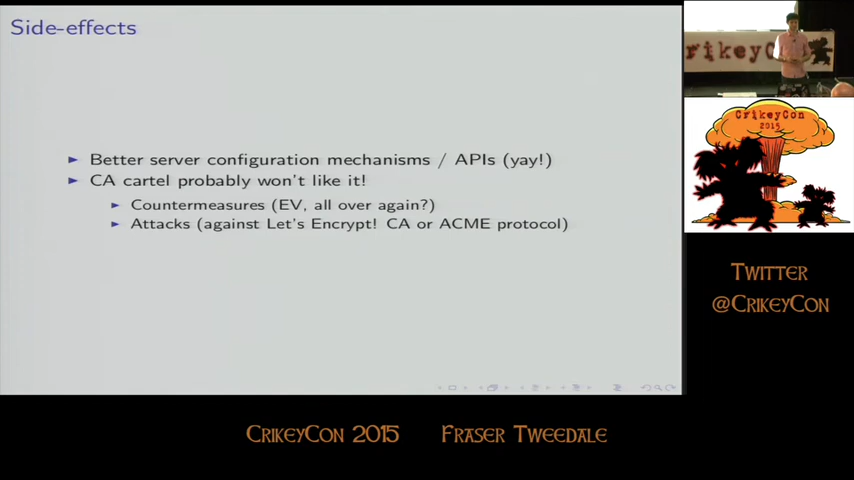 Side-effects
Better server configuration mechanisms / APIs (yay!)
CA cartel probably won't like it!
Countermeasures (EV, all over again?)
Attacks (against Let's Encrypt! CA or ACME protocol)
CrikeyCon
CrikeyCon
2015
Twitter
@CrikeyCon
CrikeyCon 2015 Fraser Tweedale